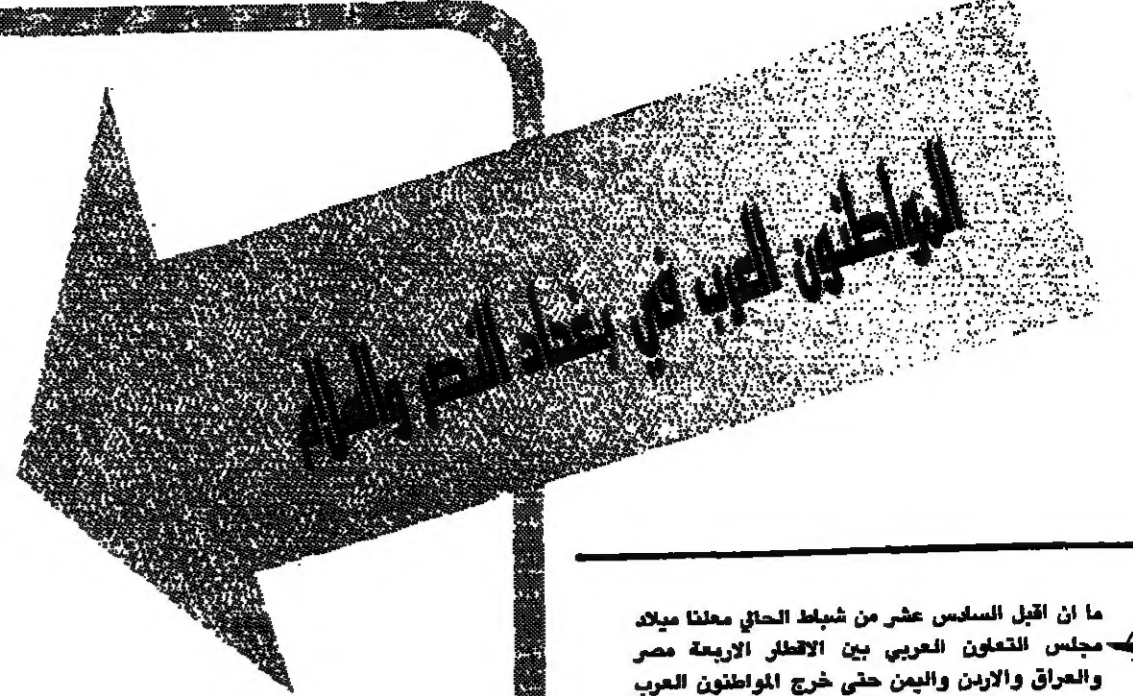 المواطنون العرب في بغداد النصر والسلام
ما ان اقبل السادس عشر من شباط الحالي معلنا ميلاد
مجلس التعاون العربي بين الاقطار الاربعة مصر
والعراق والاردن واليمن حتى خرج المواطنون العرب